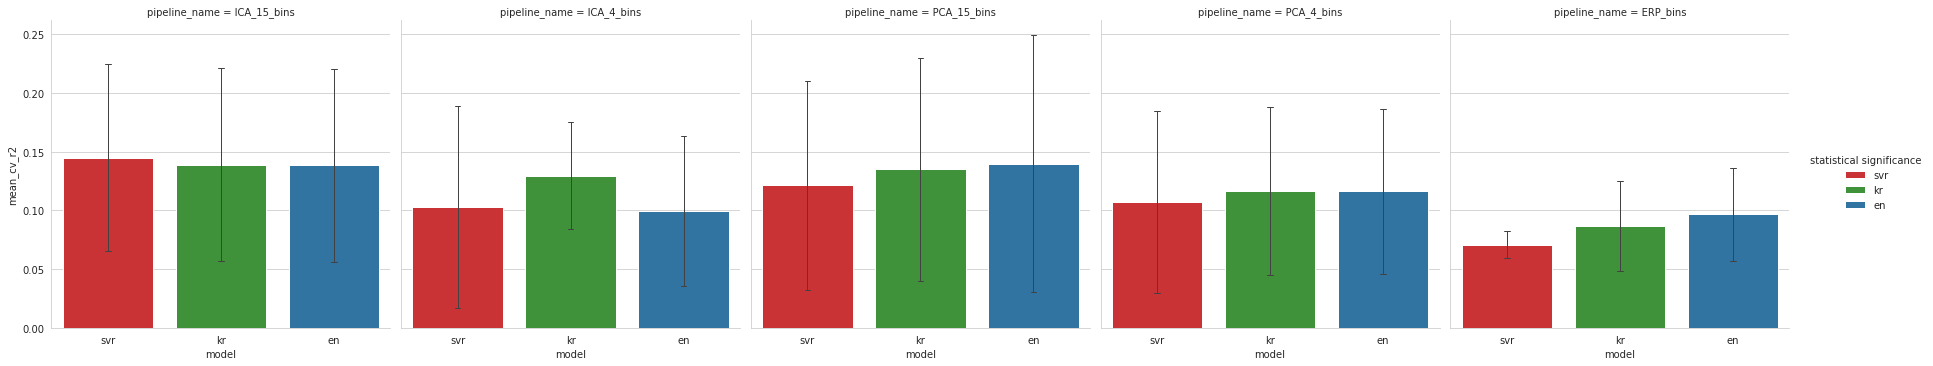 pipeline_name = ICA_15_bins
pipeline_name = ICA_4_bins
pipeline_name = PCA_15_bins
pipeline_name = PCA_4_bins
pipeline_name = ERP_bins
mean_cv_r2
0.25
0.20
0.15
0.10
0.05
0.00
svr kr en
model
svr kr en
model
svr kr en
model
svr kr en
model
svr kr en
model
statistical significance
svr
kr
en